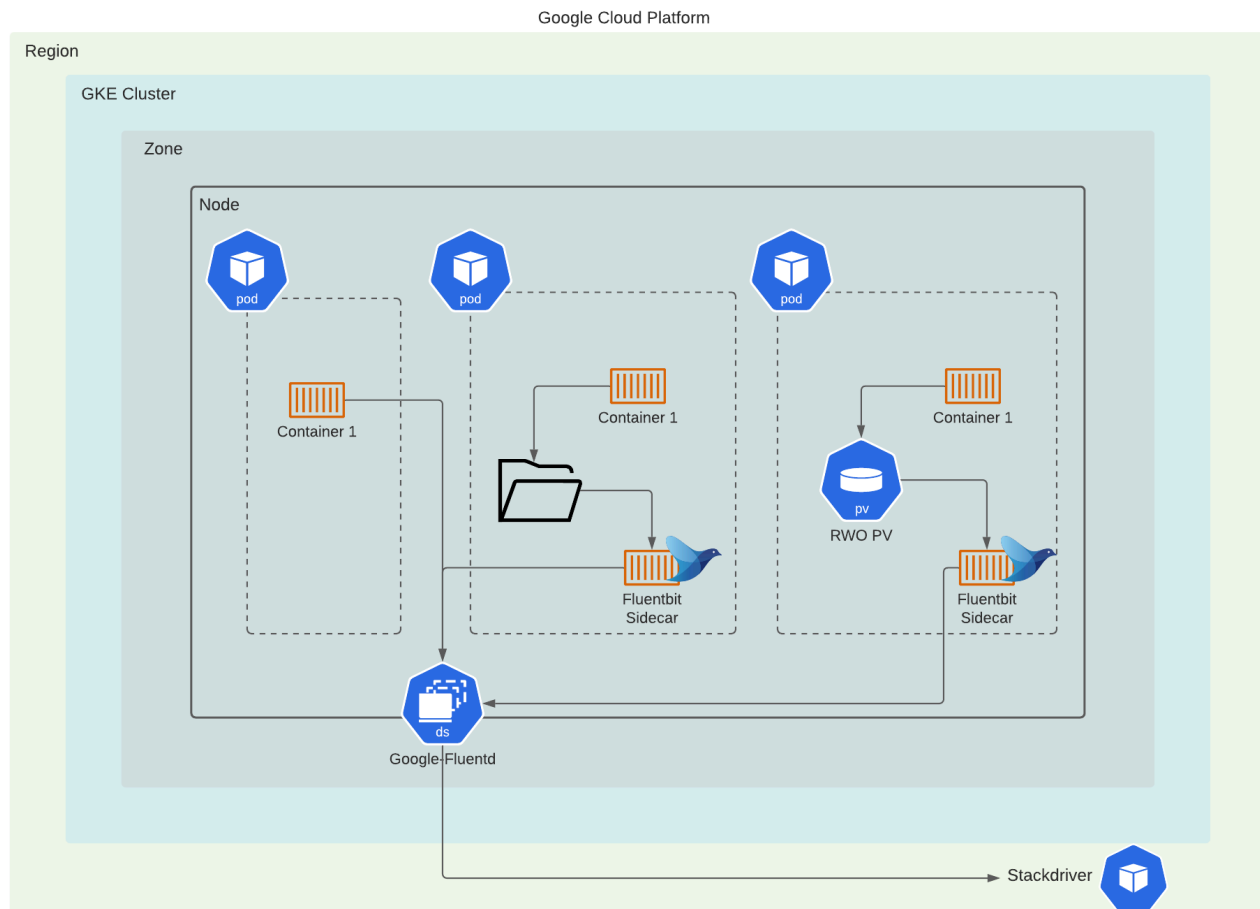 Google Cloud Platform
Region
GKE Cluster
Zone
Node
pod
pod
pod
Container 1
Container 1
Container 1
pv
RWO PV
Fluentbit
Sidecar
Fluentbit
Sidecar
ds
Google-Fluentd
Stackdriver